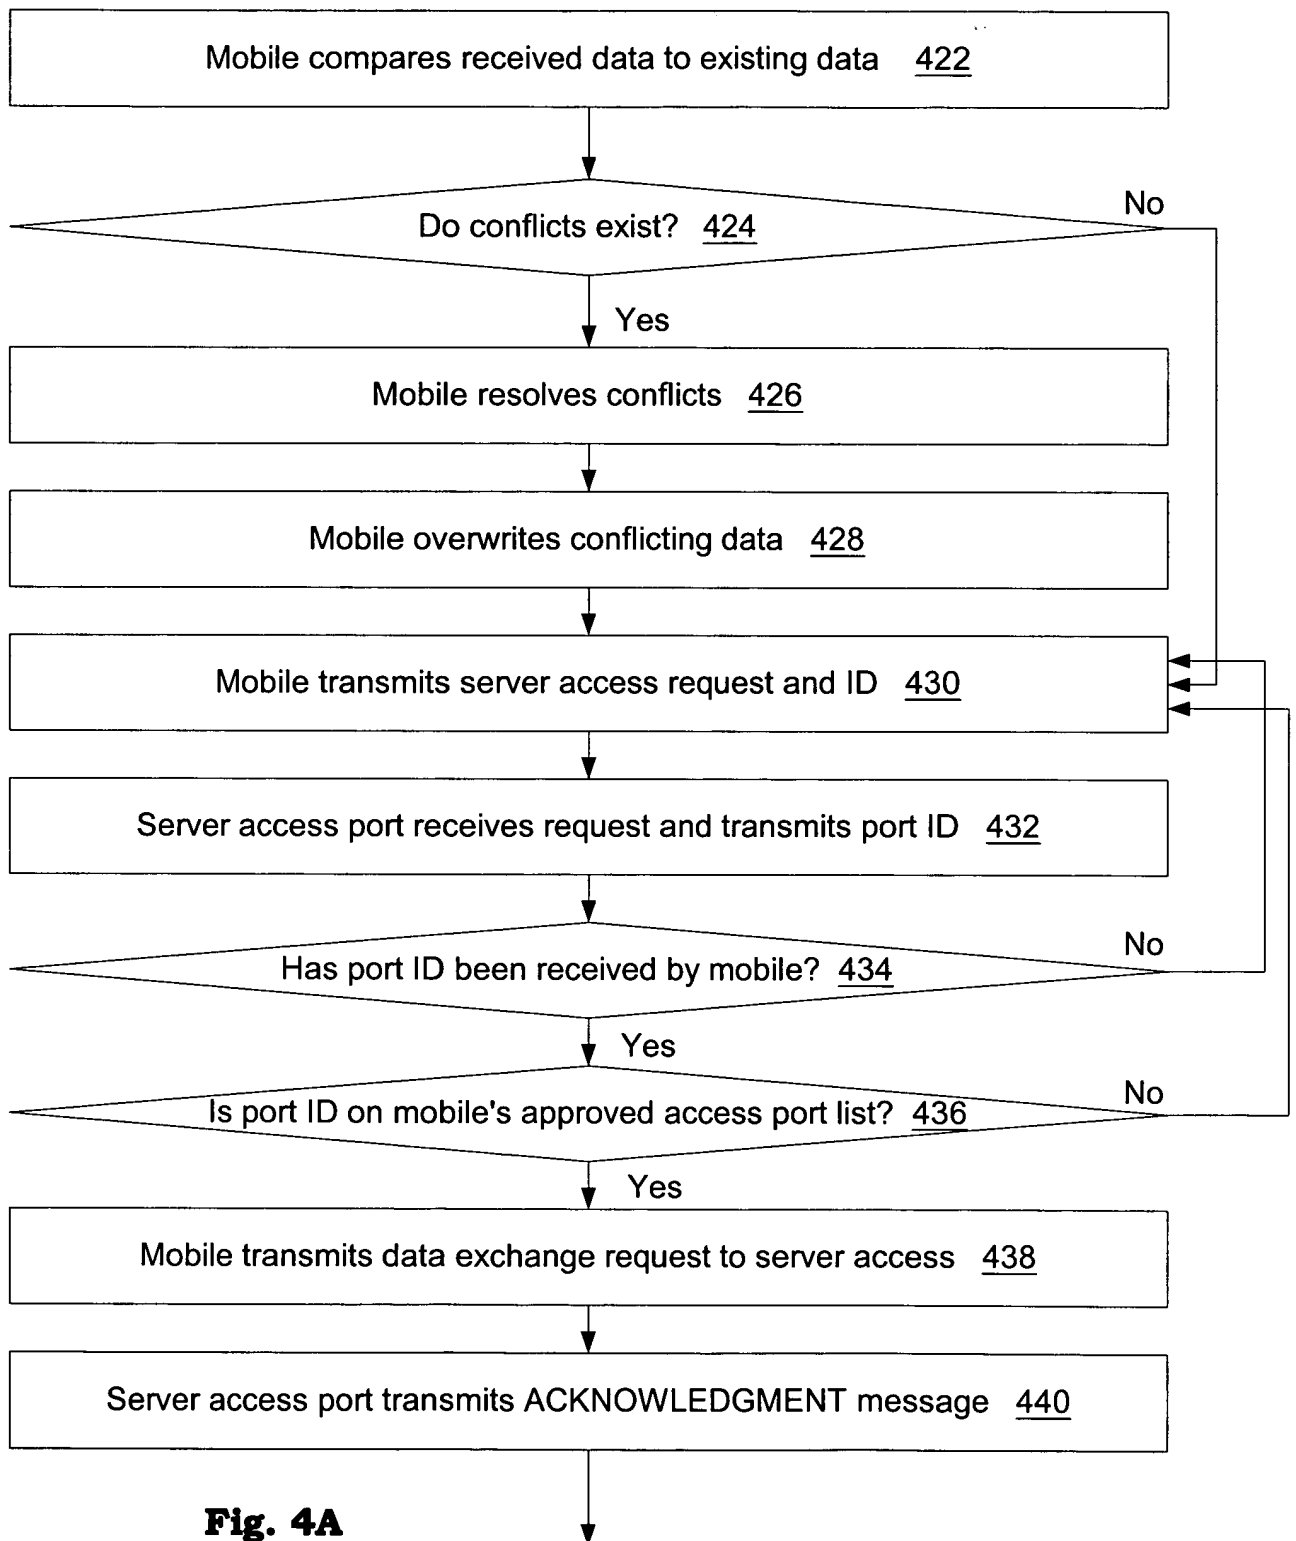 Mobile compares received data to existing data 422
No
Do conflicts exist? 424
Yes
Mobile resolves conflicts 426
Mobile overwrites conflicting data 428
Mobile transmits server access request and ID 430
Server access port receives request and transmits port ID 432
No
Has port ID been received by mobile? 434
Yes
No
Is port ID on mobile's approved access port list? 436
Yes
Mobile transmits data exchange request to server access 438
Server access port transmits ACKNOWLEDGMENT message 440
Fig. 4A